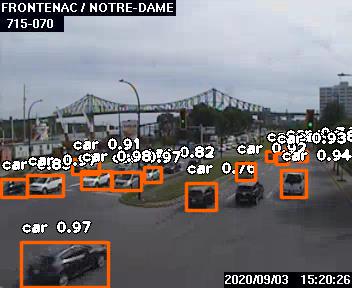 FRONTENAC / NOTRE-DAME
715-070
car 0.91
car 0.98
0.97
0.82
car 0.76
0.92
car 0.94
car 0.97
2020/09/03 15:20:26